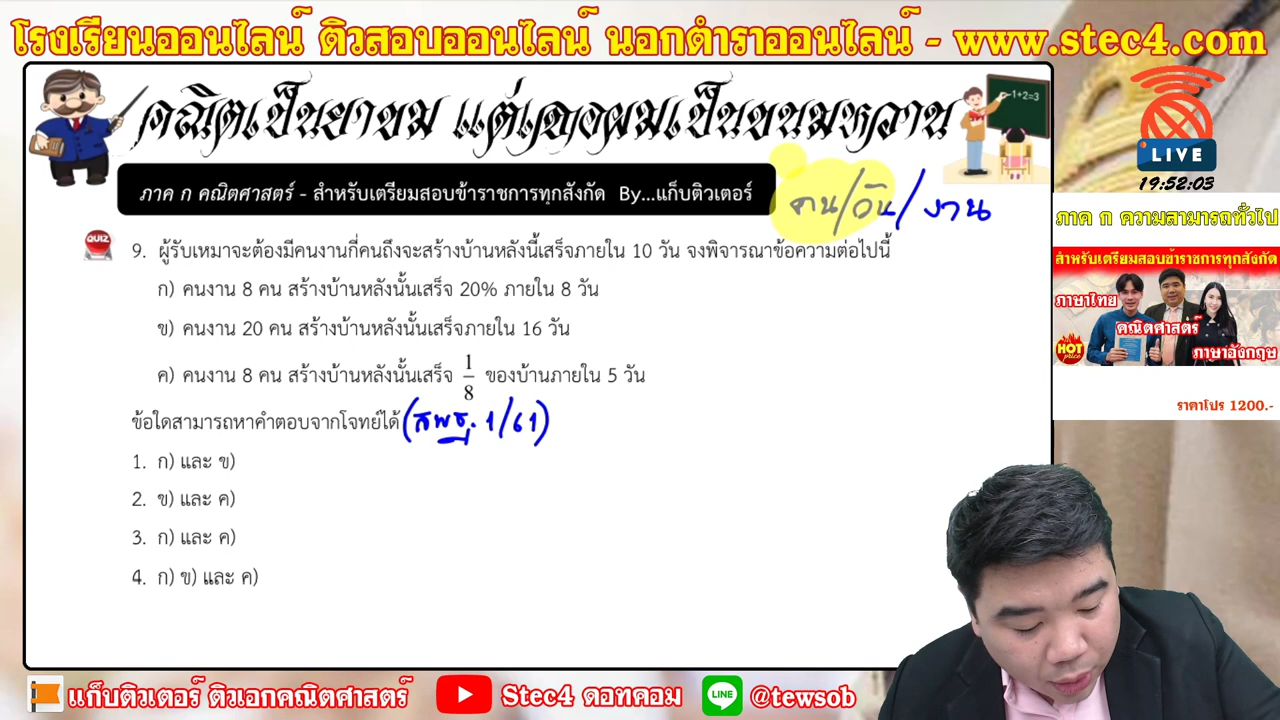 โรงเรียนออนไลน์ ติวสอบออนไลน์ นอกตำราออนไลน์ - www.stec4.com
คณิตเป็นยาขม แต่เกอผมเป็นขนมหวาน
1+2=3
LIVE
19:52:03
ภาค ก คณิตศาสตร์ - สำหรับเตรียมสอบข้าราชการทุกสังกัด By...แก็บติวเตอร์
คน/วัน/งาน
ภาค ก ความสามารถทั่วไป
สำหรับเตรียมสอบข้าราชการทุกสังกัด
ภาษาไทย
คณิตศาสตร์
ภาษาอังกฤษ
HOT
price
ราคาโปร 1200.-
QUIZ
9. ผู้รับเหมาจะต้องมีคนงานกี่คนถึงจะสร้างบ้านหลังนี้เสร็จภายใน 10 วัน จงพิจารณาข้อความต่อไปนี้
ก) คนงาน 8 คน สร้างบ้านหลังนั้นเสร็จ 20% ภายใน 8 วัน
ข) คนงาน 20 คน สร้างบ้านหลังนั้นเสร็จภายใน 16 วัน
ค) คนงาน 8 คน สร้างบ้านหลังนั้นเสร็จ 1/8 ของบ้านภายใน 5 วัน
ข้อใดสามารถหาคำตอบจากโจทย์ได้ (สพฐ. 1/61)
1. ก) และ ข)
2. ข) และ ค)
3. ก) และ ค)
4. ก) ข) และ ค)
แก็บติวเตอร์ ติวเอกคณิตศาสตร์ Stec4 ดอทคอม LINE @tewsob